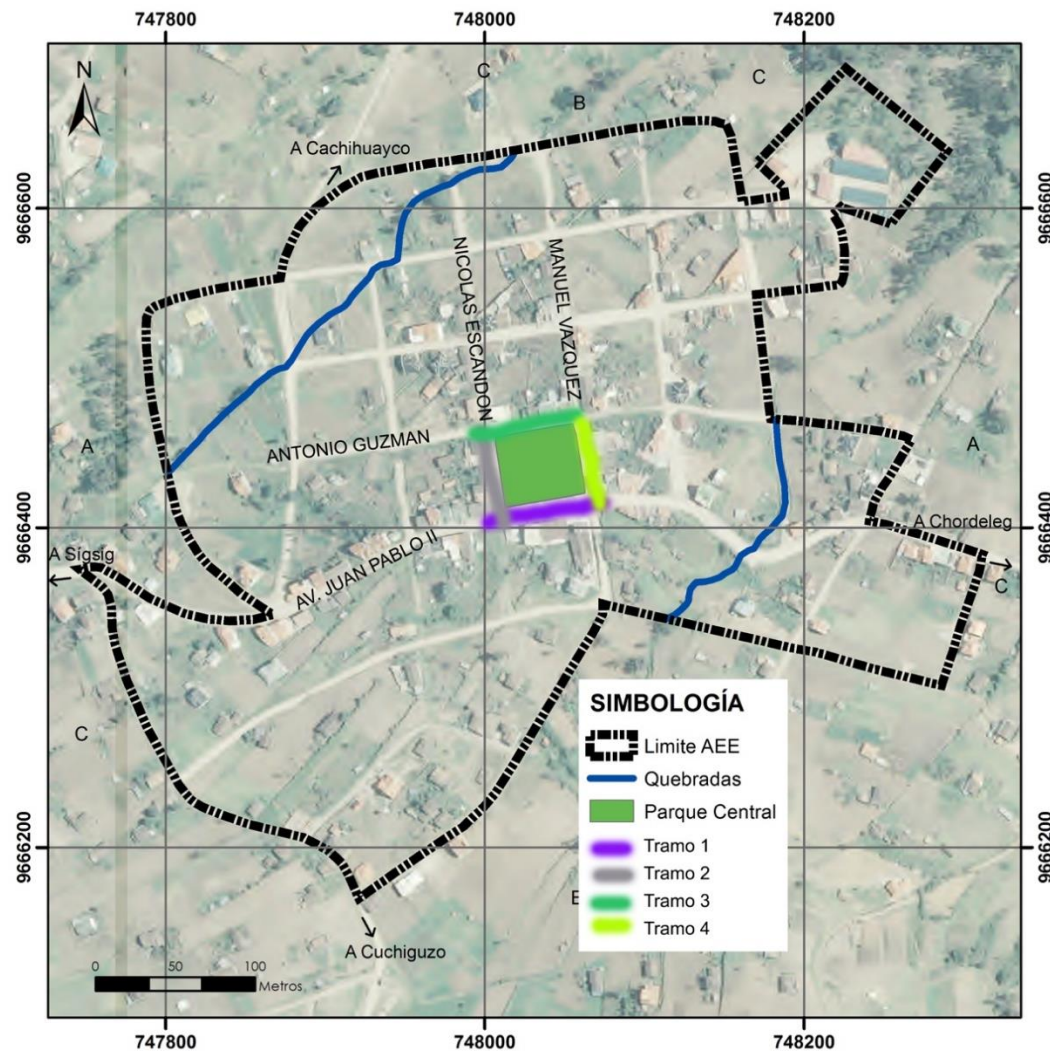 747800 748000 748200
N
C
C
B
A Cachihuayco
9666600
9666600
NICOLAS ESCANDON
MANUEL VAZQUEZ
ANTONIO GUZMAN
A
A
9666400
9666400
A Chordeleg
C
A Sigsig
AV. JUAN PABLO II
C
SIMBOLOGÍA
Limite AEE
Quebradas
Parque Central
Tramo 1
Tramo 2
Tramo 3
Tramo 4
9666200
9666200
A Cuchiguzo
0 50 100
Metros
747800 748000 748200